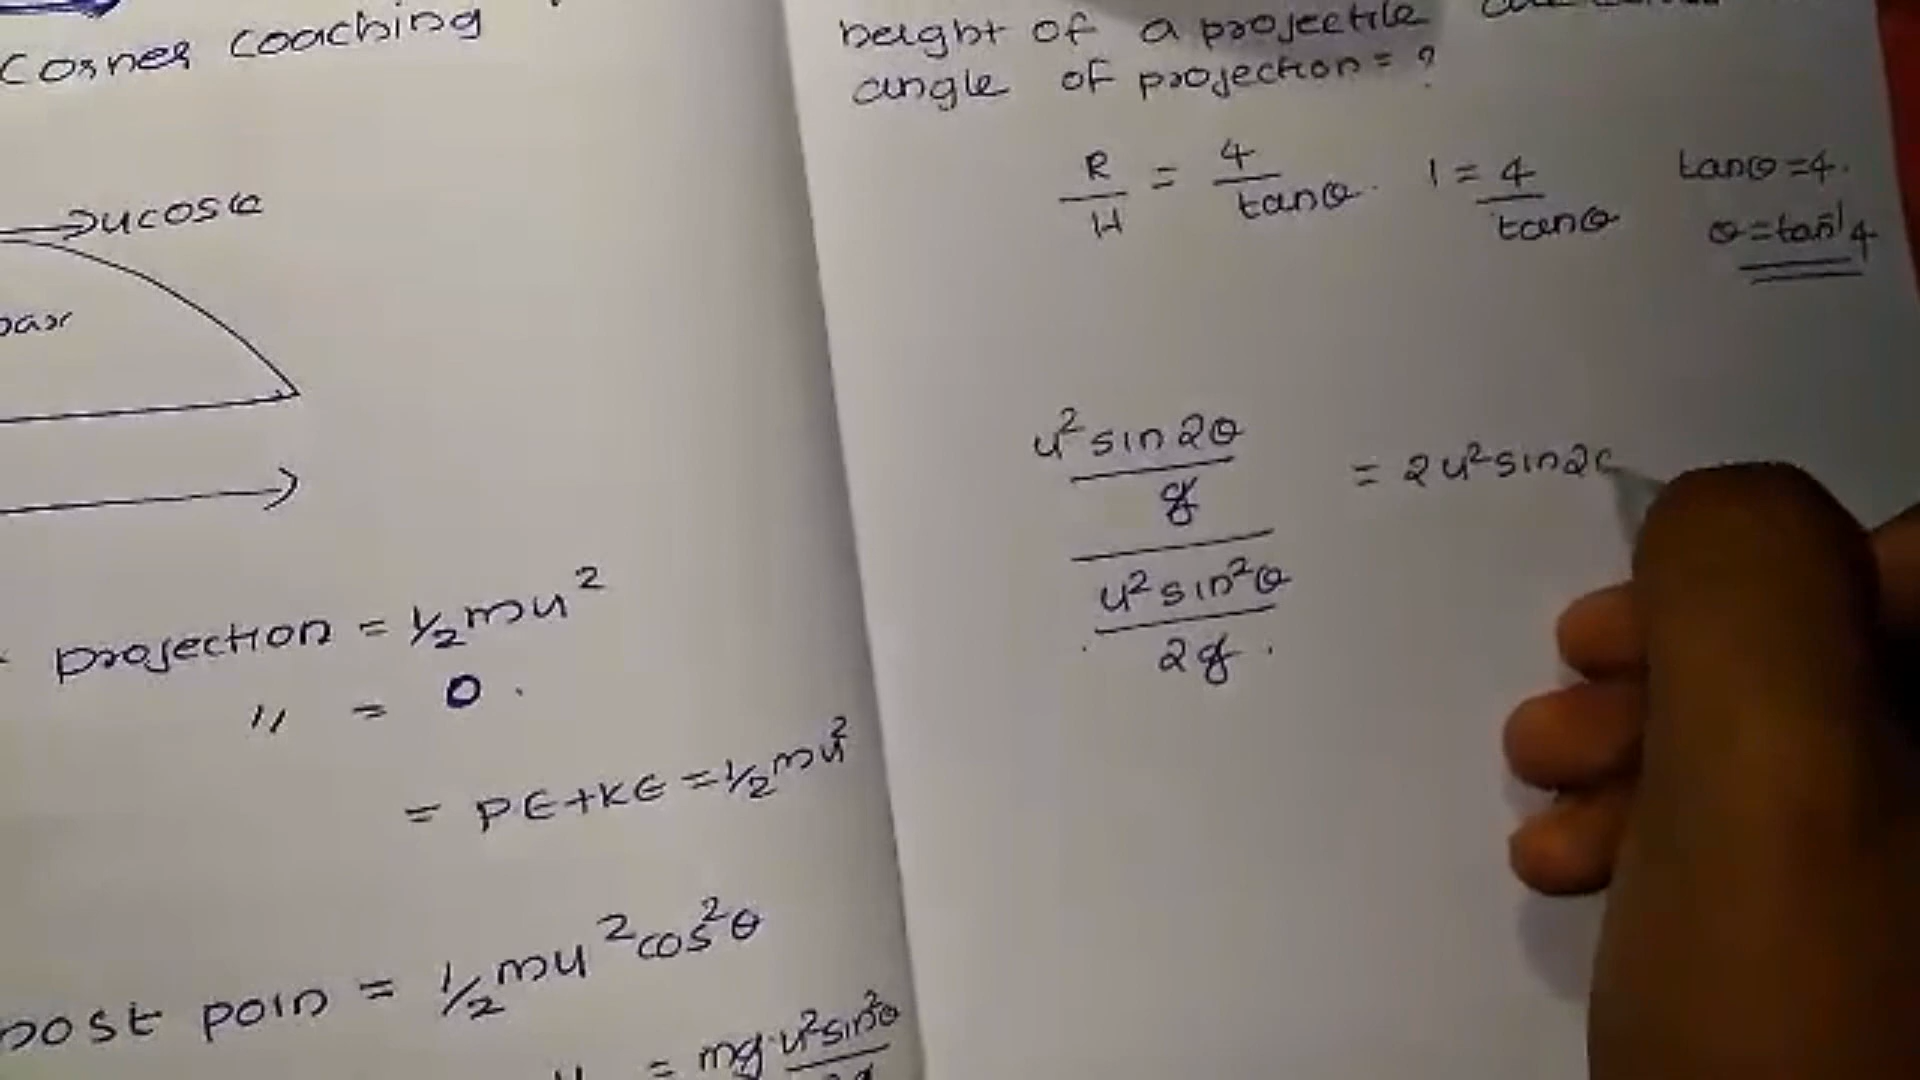 Corner Coaching
→ucosθ
projection = ½mu²
〃 = 0.
= PE+KE = ½mu²
most poin = ½mu²cos²θ
= mg.u²sin²θ
height of a projectile
angle of projection = ?
R/H = 4/tanθ. 1 = 4/tanθ tanθ=4.
θ=tan⁻¹4
u²sin2θ
g
= 2u²sin2
u²sin²θ
2g.